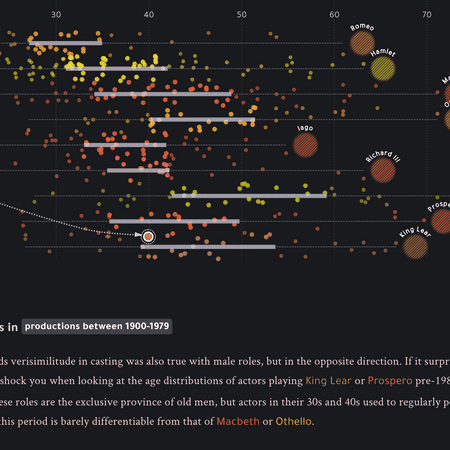 30 40 50 60 70
Romeo
Hamlet
Ma
O
Iago
Richard III
Prospe
King Lear
s in productions between 1900-1979
ds verisimilitude in casting was also true with male roles, but in the opposite direction. If it surpr
shock you when looking at the age distributions of actors playing King Lear or Prospero pre-198
ese roles are the exclusive province of old men, but actors in their 30s and 40s used to regularly p
this period is barely differentiable from that of Macbeth or Othello.